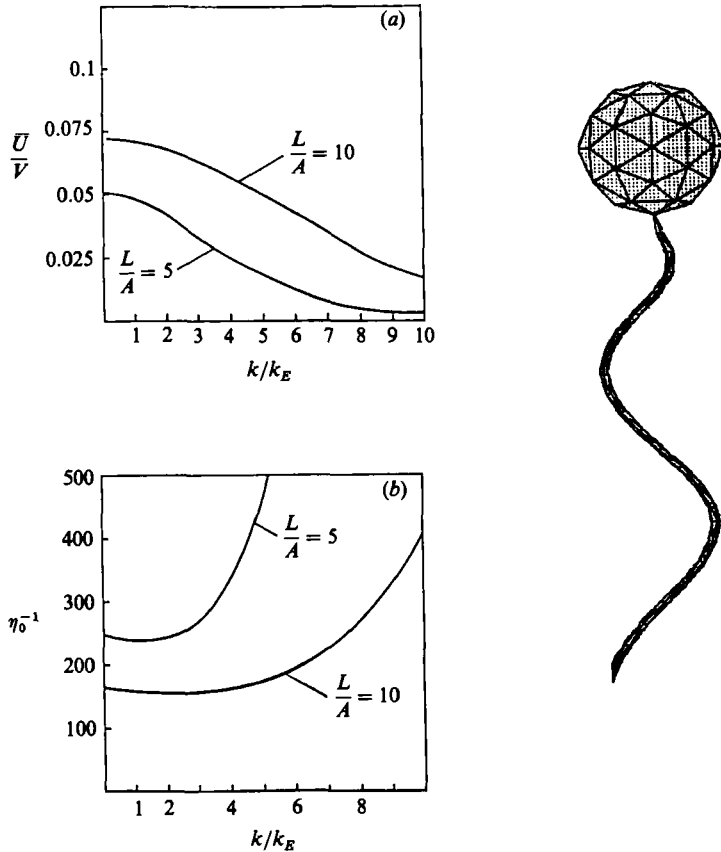 (a)
0.1
0.075
0.05
0.025
U̅
V̅
L
A = 10
L
A = 5
1 2 3 4 5 6 7 8 9 10
k/k_E
(b)
500
400
300
200
100
η₀⁻¹
L
A = 5
L
A = 10
1 2 4 6 8
k/k_E